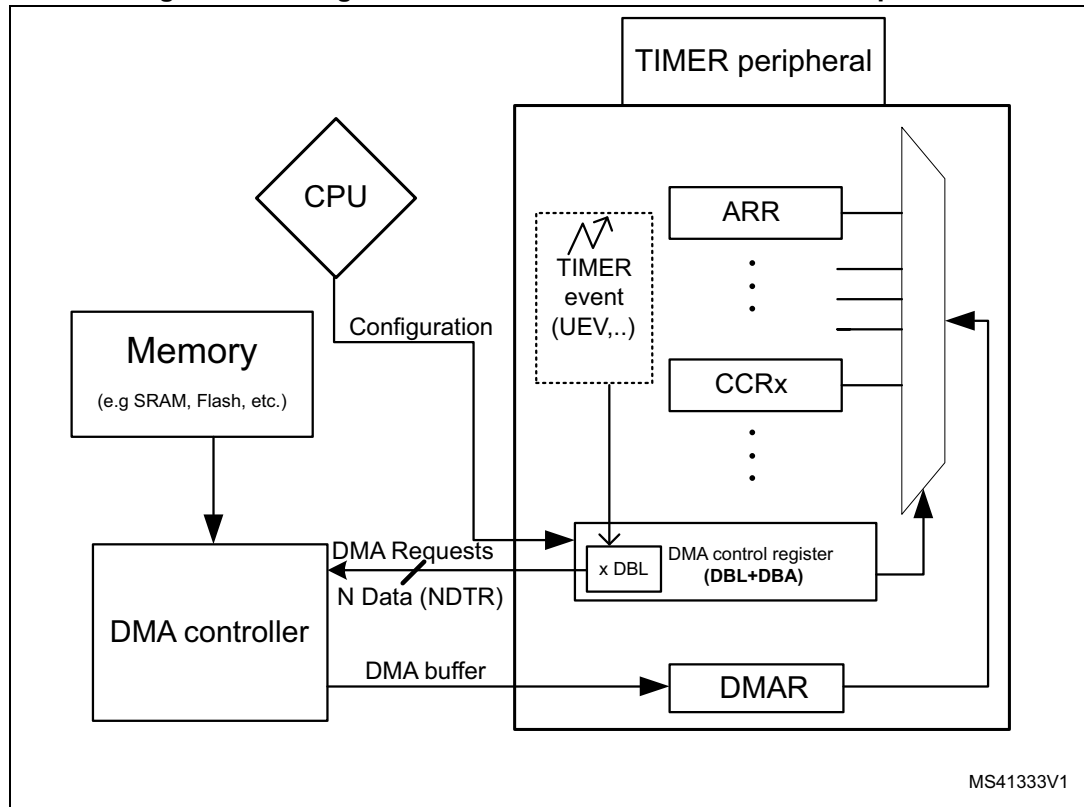 TIMER peripheral
CPU
ARR
TIMER
event
(UEV,..)
Configuration
Memory
(e.g SRAM, Flash, etc.)
CCRx
DMA Requests
x DBL
DMA control register
(DBL+DBA)
N Data (NDTR)
DMA controller
DMA buffer
DMAR
MS41333V1